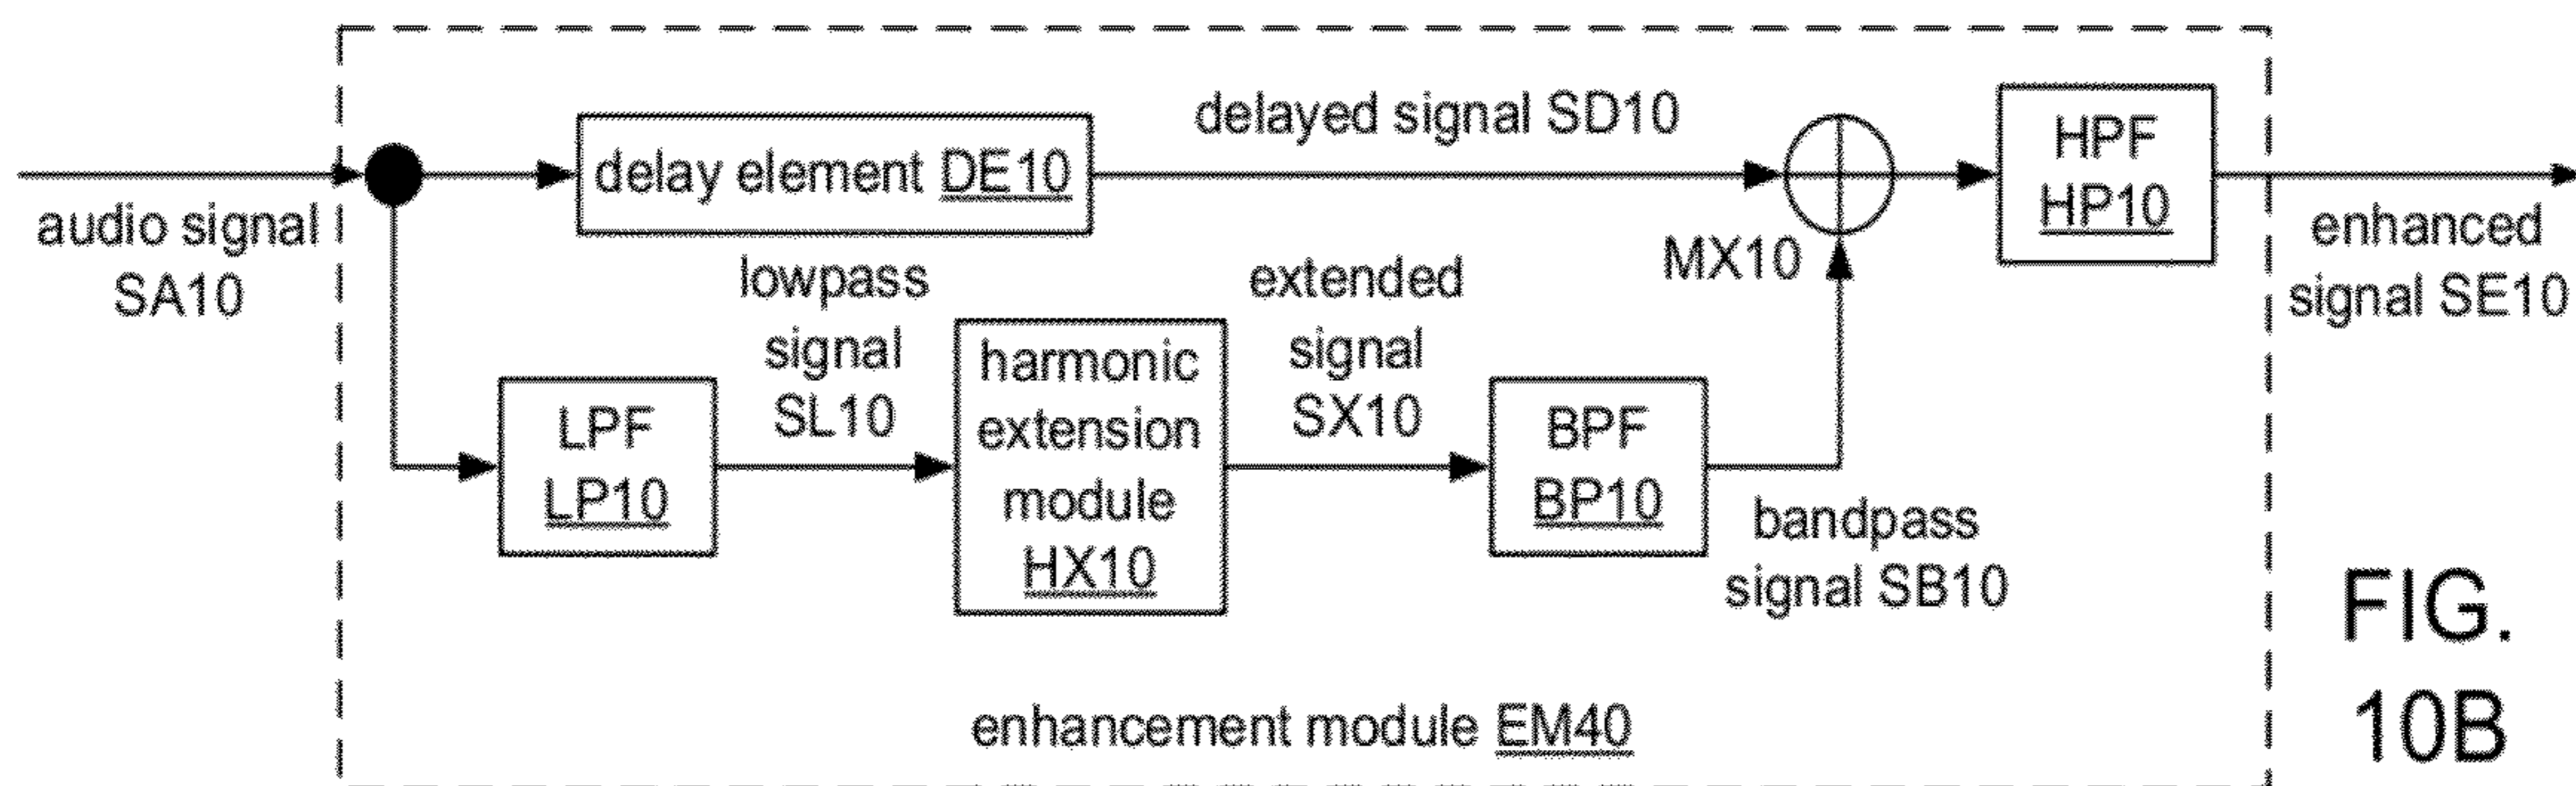 audio signal
SA10
delay element DE10
delayed signal SD10
MX10
HPF
HP10
enhanced
signal SE10
LPF
LP10
lowpass
signal
SL10
harmonic
extension
module
HX10
extended
signal
SX10
BPF
BP10
bandpass
signal SB10
enhancement module EM40
FIG.
10B